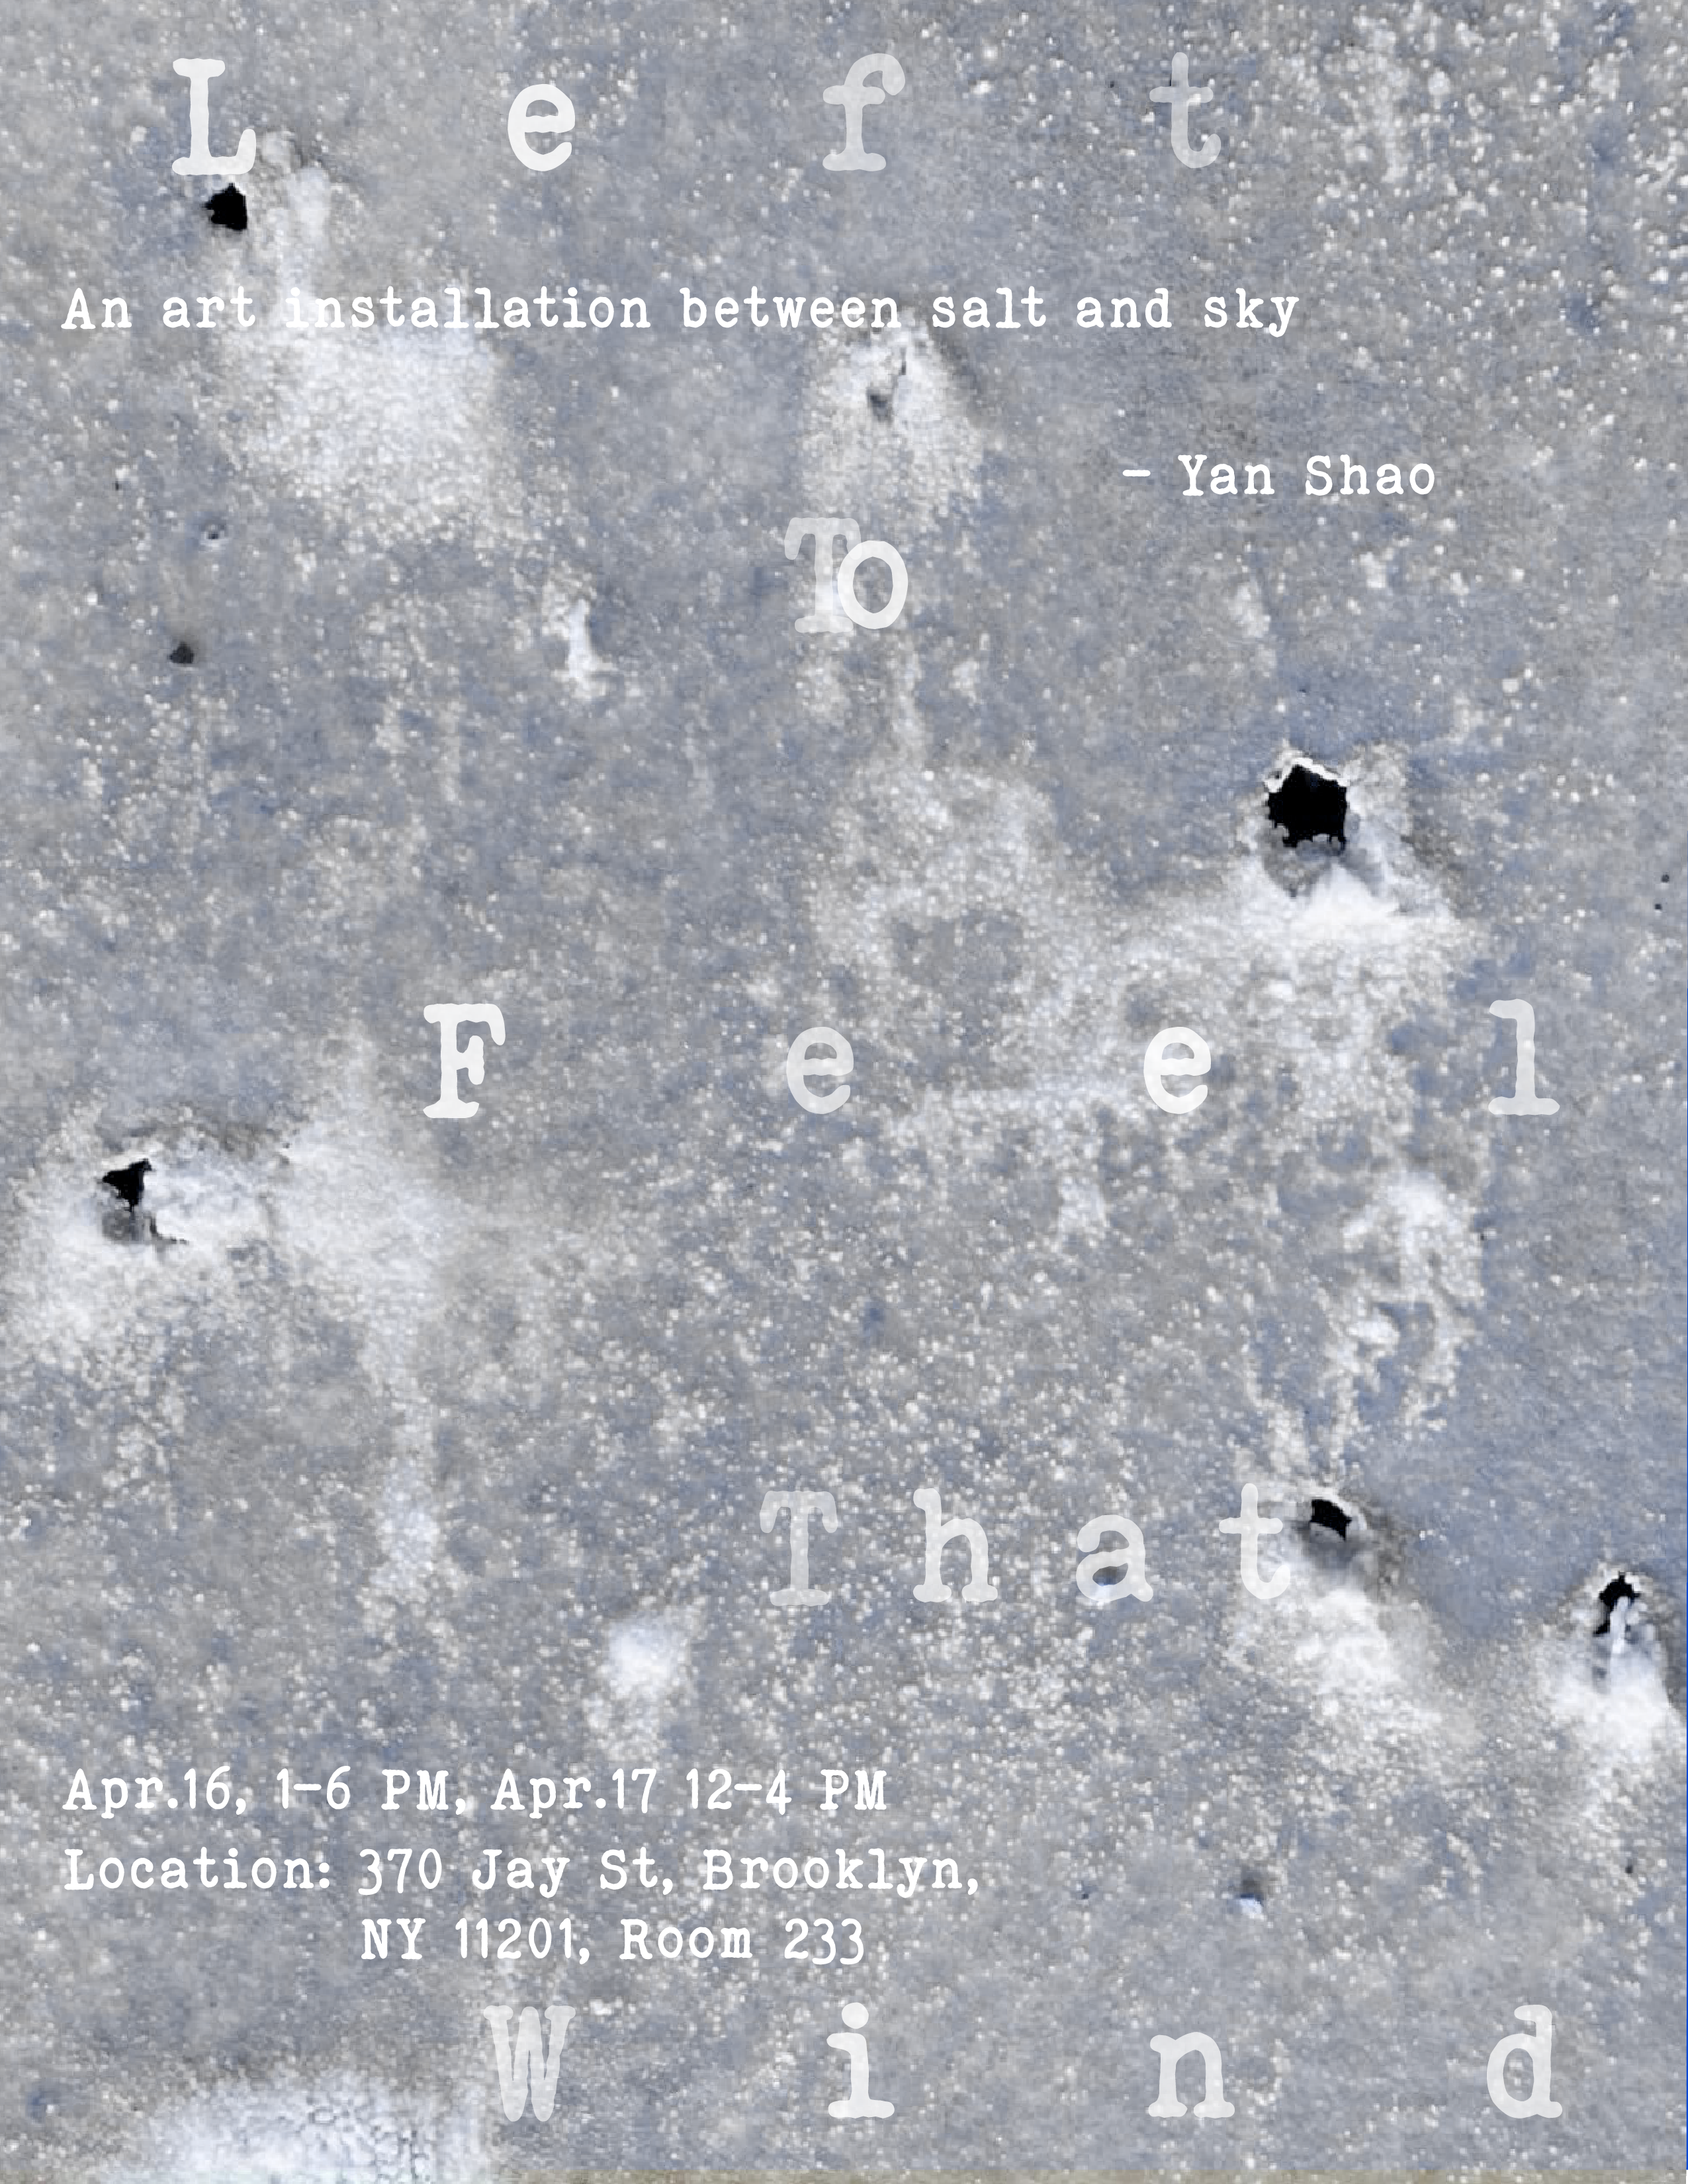 L e f t
An art installation between salt and sky
- Yan Shao
To
F e e l
T h a t
Apr.16, 1-6 PM, Apr.17 12-4 PM
Location: 370 Jay St, Brooklyn,
NY 11201, Room 233
W i n d